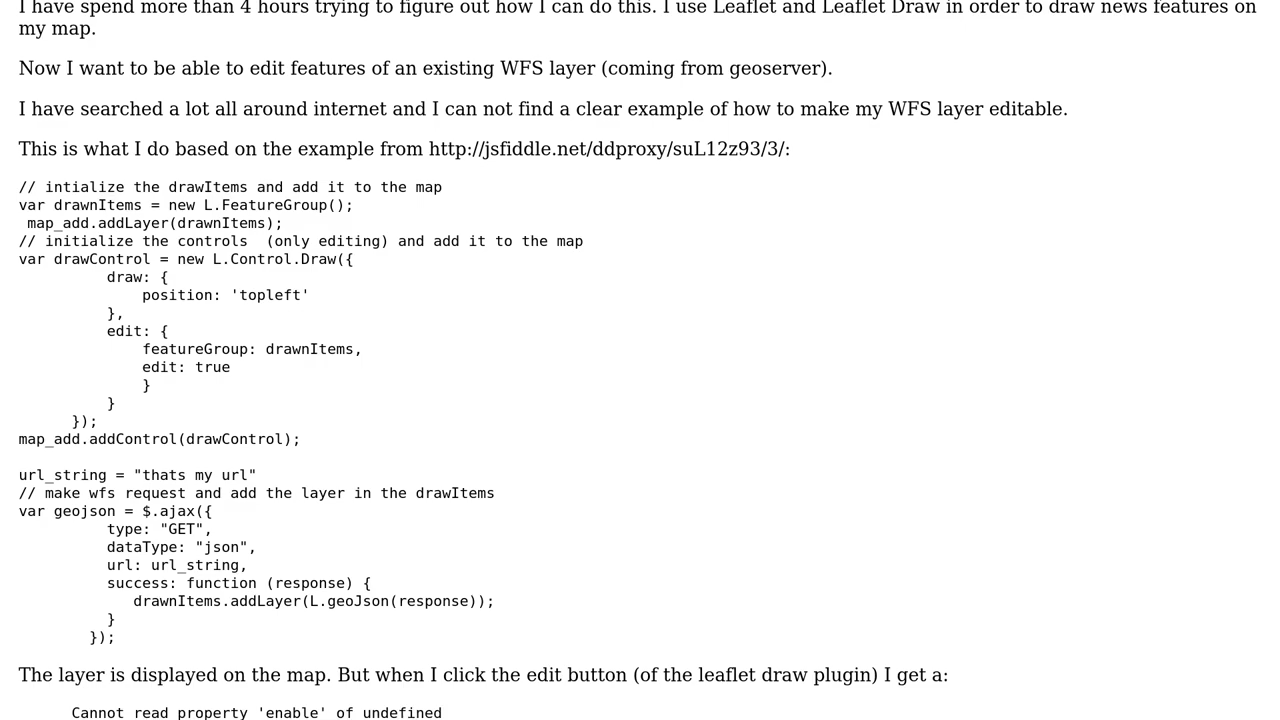 I have spend more than 4 hours trying to figure out how I can do this. I use Leaflet and Leaflet Draw in order to draw news features on
my map.
Now I want to be able to edit features of an existing WFS layer (coming from geoserver).
I have searched a lot all around internet and I can not find a clear example of how to make my WFS layer editable.
This is what I do based on the example from http://jsfiddle.net/ddproxy/suL12z93/3/:
// intialize the drawItems and add it to the map
var drawnItems = new L.FeatureGroup();
 map_add.addLayer(drawnItems);
// initialize the controls  (only editing) and add it to the map
var drawControl = new L.Control.Draw({
          draw: {
              position: 'topleft'
          },
          edit: {
              featureGroup: drawnItems,
              edit: true
              }
          }
      });
map_add.addControl(drawControl);
url_string = "thats my url"
// make wfs request and add the layer in the drawItems
var geojson = $.ajax({
          type: "GET",
          dataType: "json",
          url: url_string,
          success: function (response) {
             drawnItems.addLayer(L.geoJson(response));
          }
        });
The layer is displayed on the map. But when I click the edit button (of the leaflet draw plugin) I get a:
      Cannot read property 'enable' of undefined